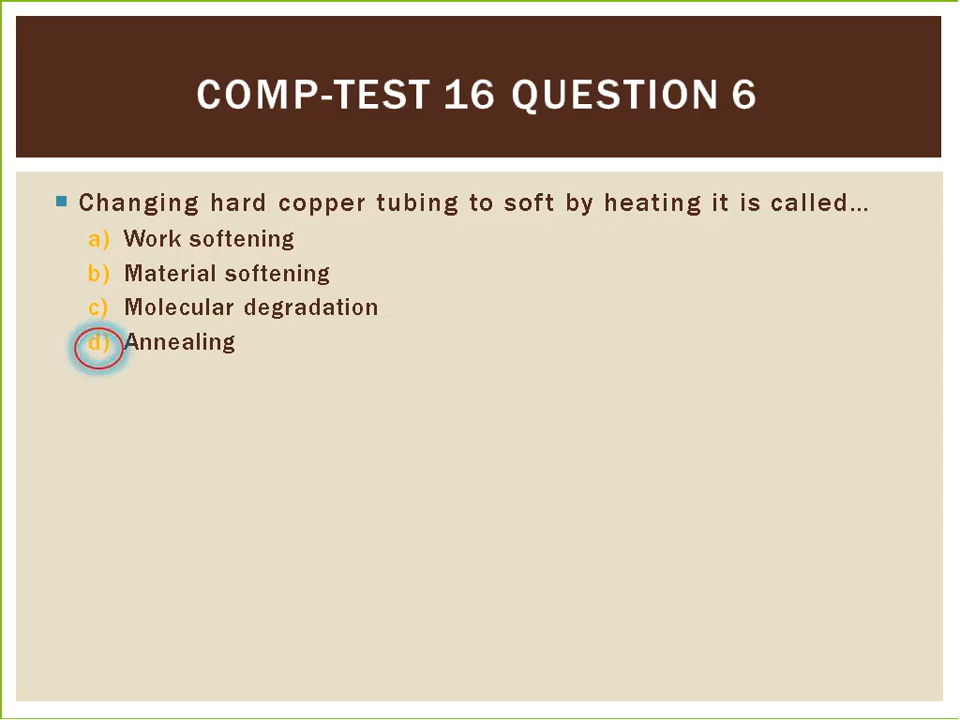 COMP-TEST 16 QUESTION 6
Changing hard copper tubing to soft by heating it is called…
a) Work softening
b) Material softening
c) Molecular degradation
d) Annealing